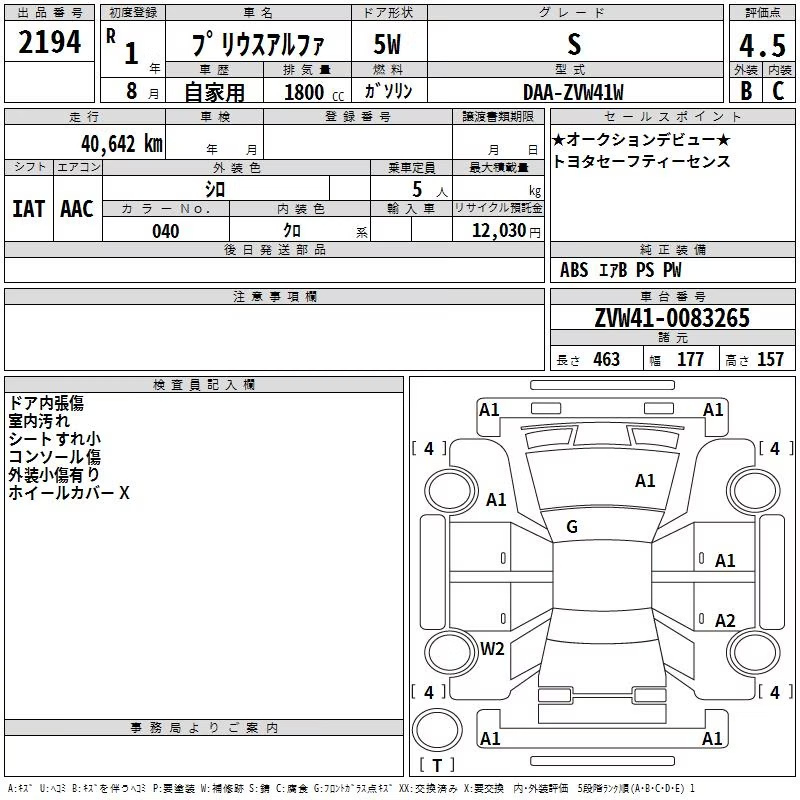 出品番号 初度登録 車名 ドア形状 グレード 評価点
2194 R 1 年 プリウスアルファ 5W S 4.5
車歴 排気量 燃料 型式 外装 内装
8 月 自家用 1800 CC ガソリン DAA-ZVW41W B C
走行 車検 登録番号 譲渡書類期限 セールスポイント
40,642 km 年 月 月 日 ★オークションデビュー★
トヨタセーフティーセンス
シフト エアコン 外装色 乗車定員 最大積載量
IAT AAC シロ 5 人 kg
カラーNo. 内装色 輸入車 リサイクル預託金
040 クロ 系 12,030 円
後日発送部品 純正装備
ABS エアB PS PW
注意事項欄 車台番号
ZVW41-0083265
諸元
長さ 463 幅 177 高さ 157
検査員記入欄
ドア内張傷
室内汚れ
シートすれ小
コンソール傷
外装小傷有り
ホイールカバーX
事務局よりご案内
A1 A1
[ 4 ] [ 4 ]
A1 A1
G
A1
A2
W2
[ 4 ] [ 4 ]
A1 A1
[ T ]
A:キズ U:ヘコミ B:キズを伴うヘコミ P:要塗装 W:補修跡 S:錆 C:腐食 G:フロントガラス点キズ XX:交換済み X:要交換 内・外装評価 5段階ランク順(A・B・C・D・E) 1